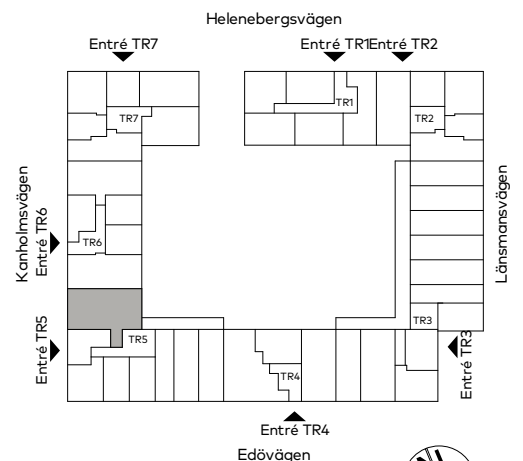 Helenebergsvägen
Entré TR7
Entré TR1
Entré TR2
TR7
TR1
TR2
Kanholmsvägen
Entré TR6
TR6
Länsmansvägen
Entré TR5
TR5
TR4
TR3
Entré TR3
Entré TR4
Edövägen